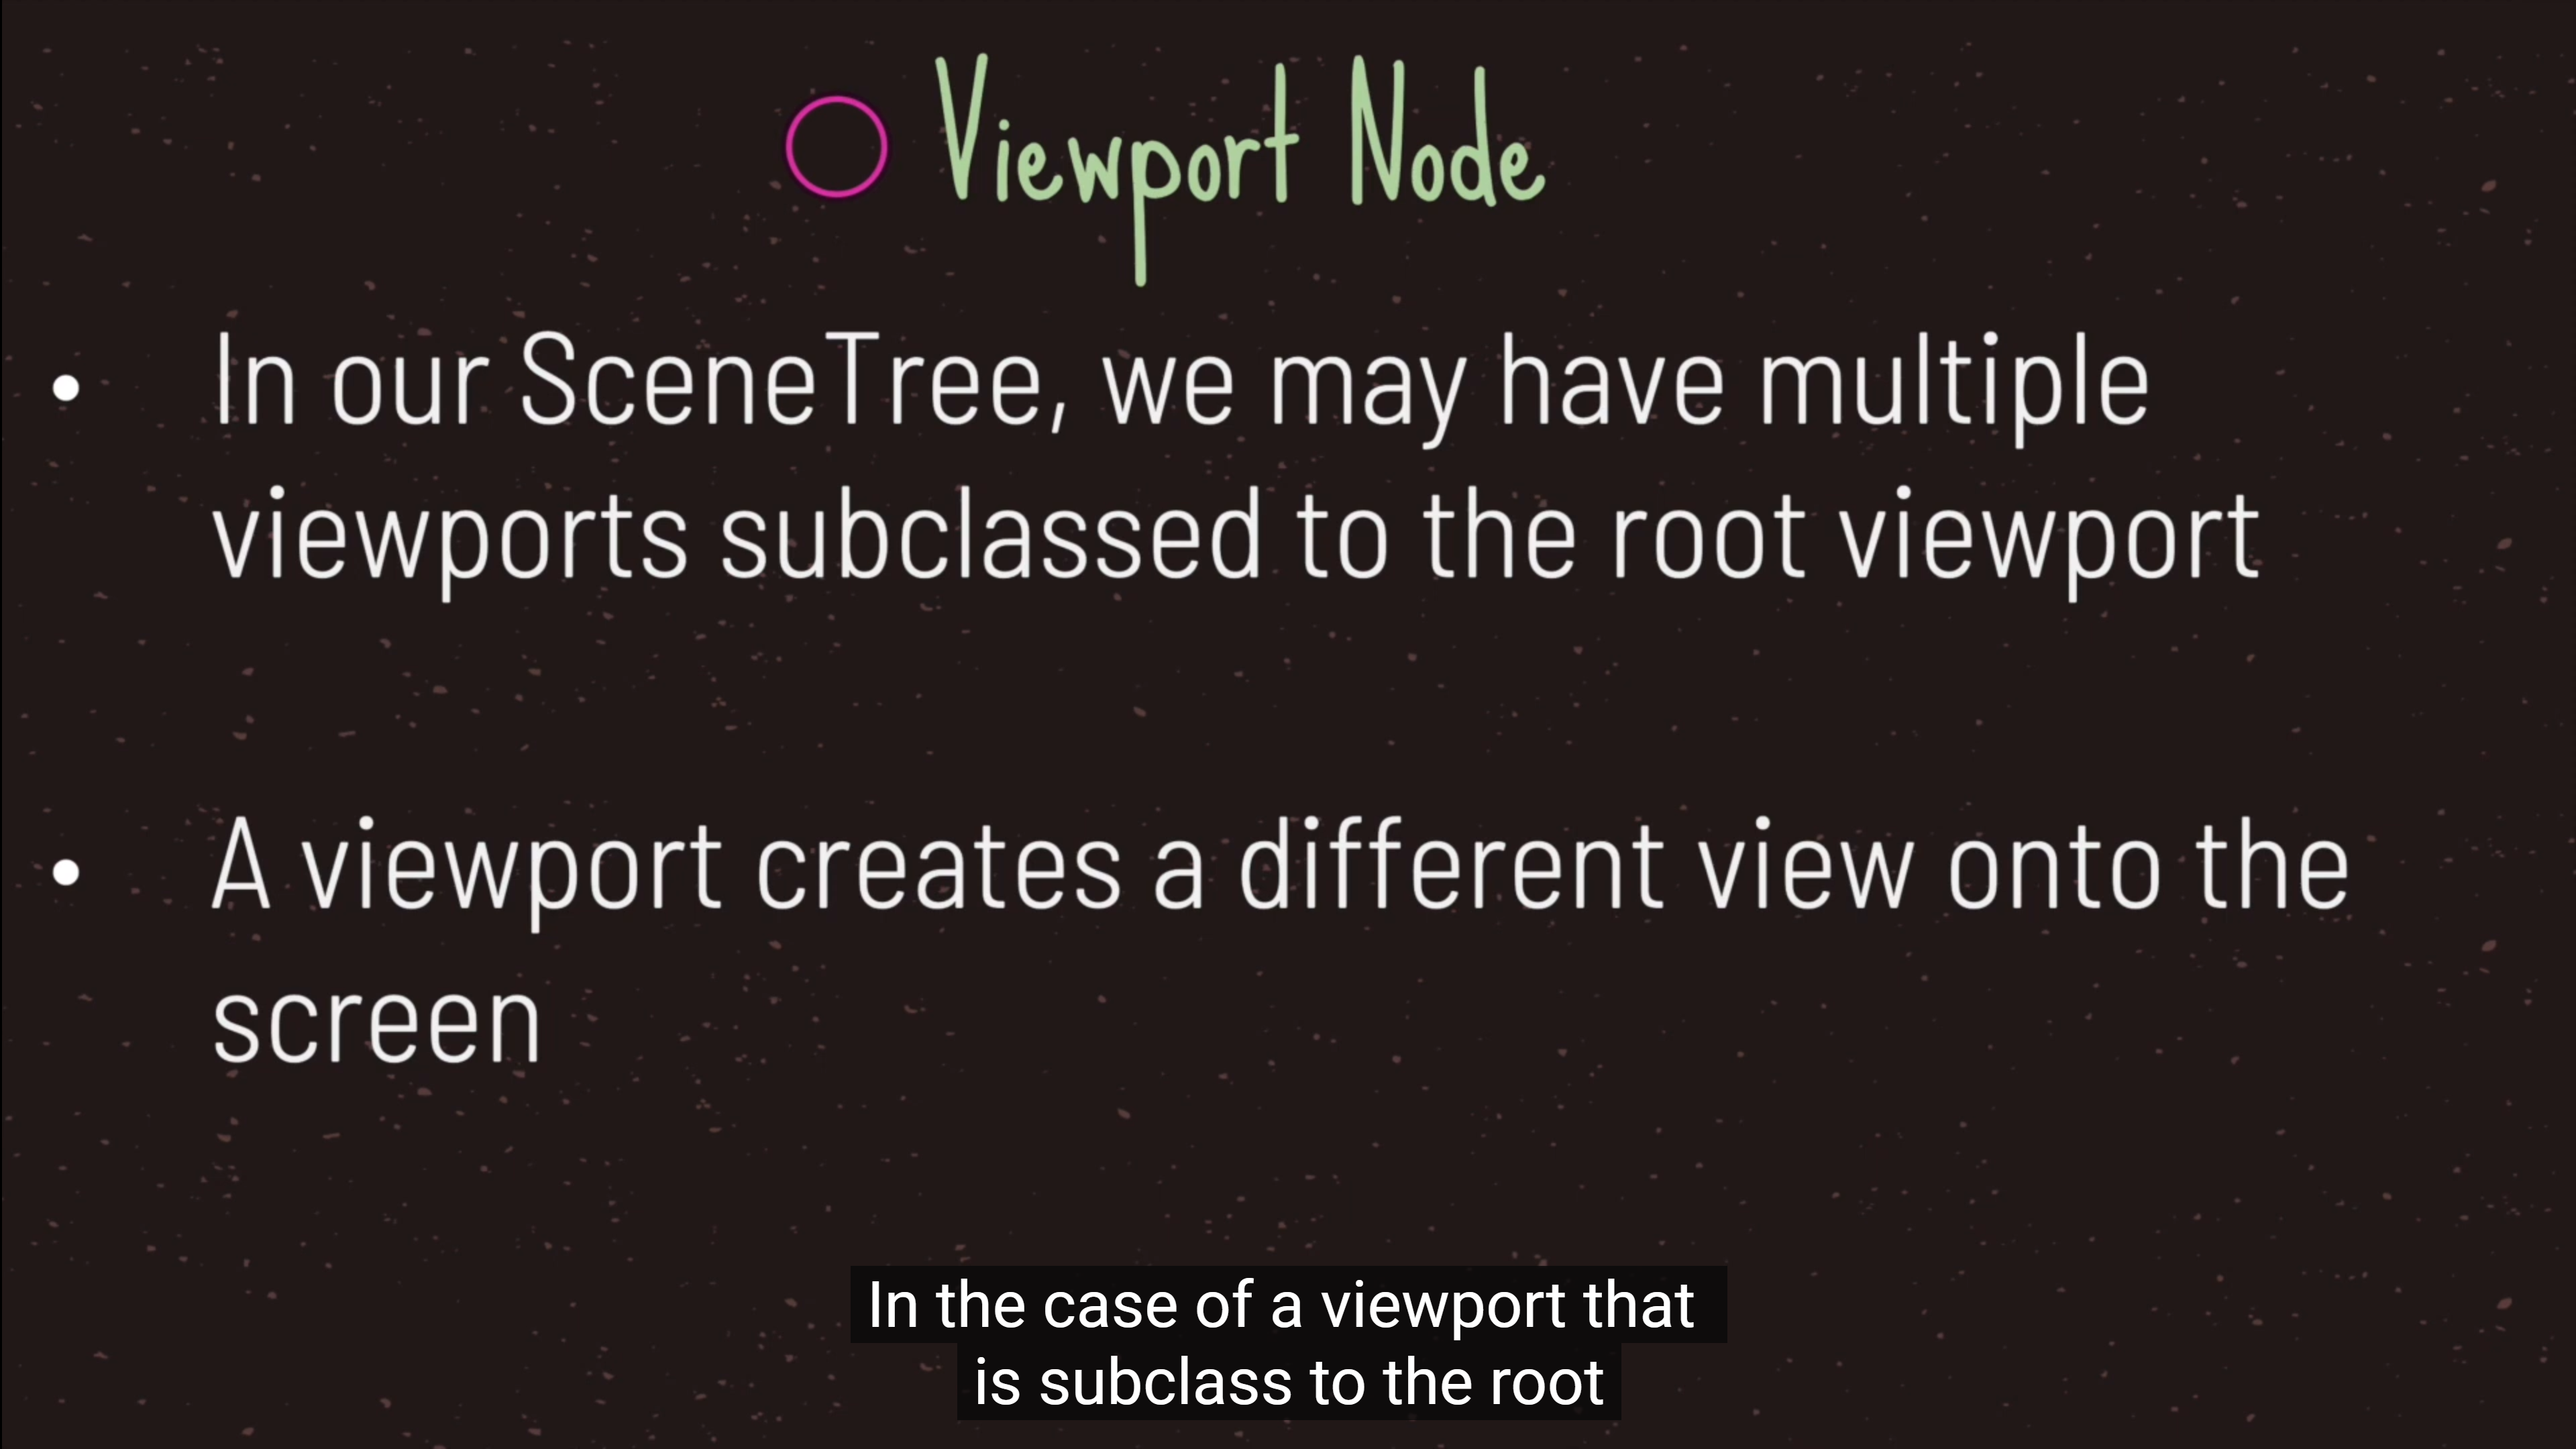 Viewport Node
• In our SceneTree, we may have multiple
viewports subclassed to the root viewport
• A viewport creates a different view onto the
screen
In the case of a viewport that
is subclass to the root